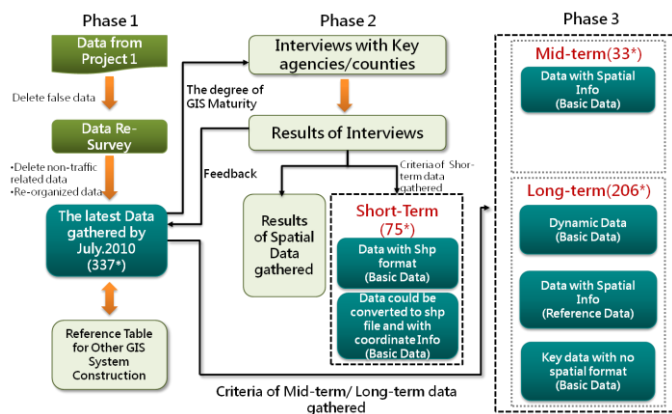 Phase 1
Data from
Project 1
Delete false data
Data Re-
Survey
•Delete non-traffic
related data
•Re-organized data
The latest Data
gathered by
July.2010
(337*)
Reference Table
for Other GIS
System
Construction
Phase 2
Interviews with Key
agencies/counties
The degree of
GIS Maturity
Results of Interviews
Feedback
Criteria of Short-
term data
gathered
Results
of Spatial
Data
gathered
Short-Term
(75*)
Data with Shp
format
(Basic Data)
Data could be
converted to shp
file and with
coordinate Info
(Basic Data)
Criteria of Mid-term/ Long-term data
gathered
Phase 3
Mid-term(33*)
Data with Spatial
Info
(Basic Data)
Long-term(206*)
Dynamic Data
(Basic Data)
Data with Spatial
Info
(Reference Data)
Key data with no
spatial format
(Basic Data)